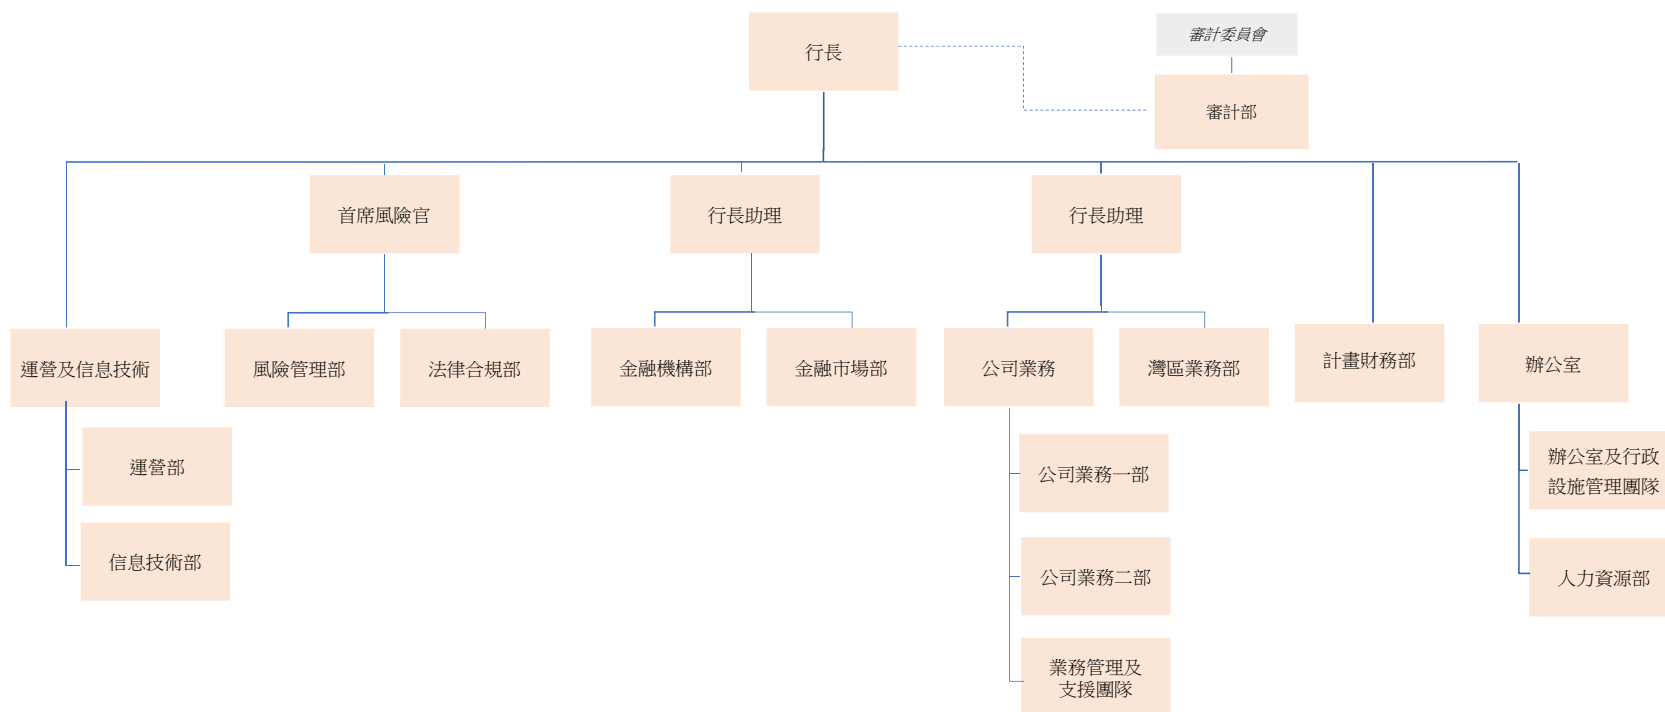 審計委員會
行長
審計部
首席風險官
行長助理
行長助理
運營及信息技術
風險管理部
法律合規部
金融機構部
金融市場部
公司業務
灣區業務部
計畫財務部
辦公室
運營部
信息技術部
公司業務一部
公司業務二部
業務管理及
支援團隊
辦公室及行政
設施管理團隊
人力資源部